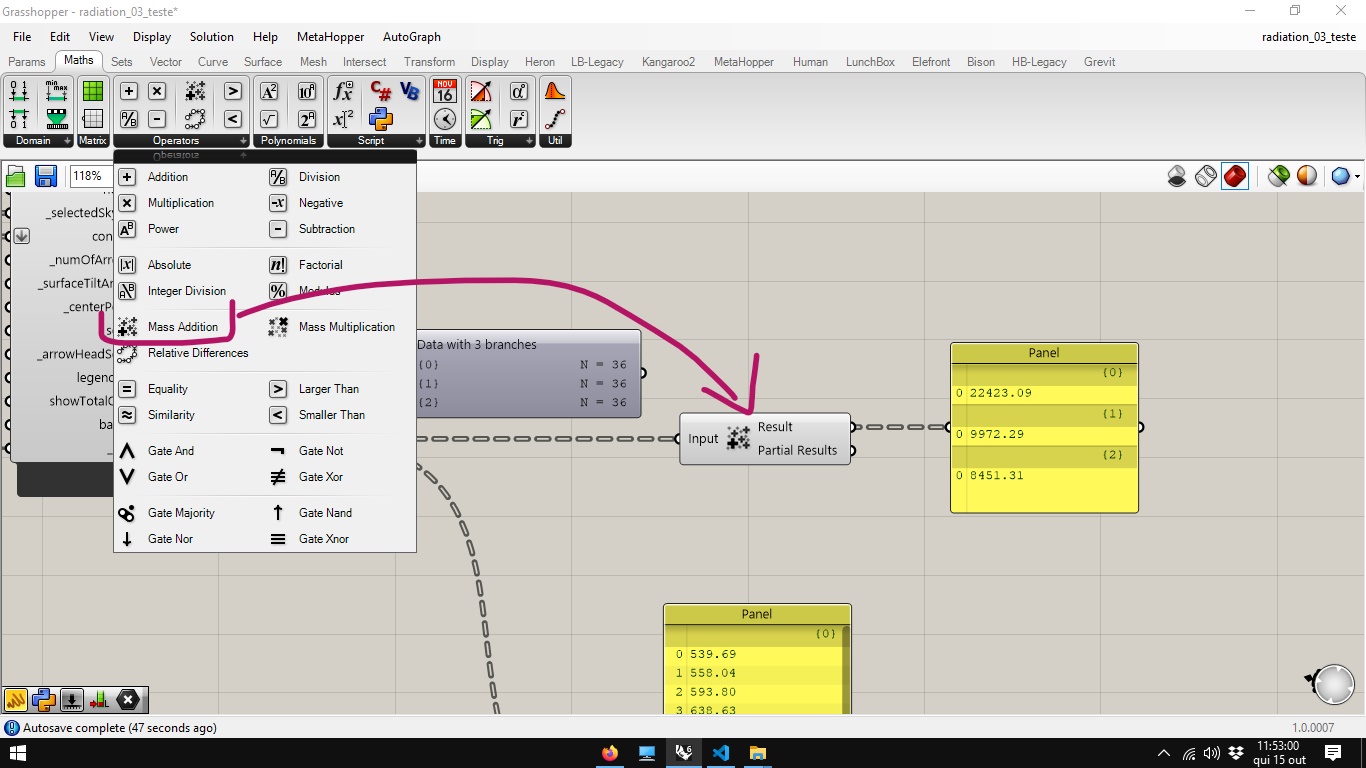 Grasshopper - radiation_03_teste*
File Edit View Display Solution Help MetaHopper AutoGraph radiation_03_teste
Params Maths Sets Vector Curve Surface Mesh Intersect Transform Display Heron LB-Legacy Kangaroo2 MetaHopper Human LunchBox Elefront Bison HB-Legacy Grevit
Domain Matrix Operators Polynomials Script Time Trig Util
Operators
118%
Addition Division
Multiplication Negative
Power Subtraction
Absolute Factorial
Integer Division Modulus
Mass Addition Mass Multiplication
Relative Differences
Equality Larger Than
Similarity Smaller Than
Gate And Gate Not
Gate Or Gate Xor
Gate Majority Gate Nand
Gate Nor Gate Xnor
_selectedSky
con
_numOfArr
_surfaceTiltAn
_centerP
_arrowHeadS
legen
showTotalO
ba
Data with 3 branches
{0} N = 36
{1} N = 36
{2} N = 36
Input
Result
Partial Results
Panel
{0}
0 22423.09
{1}
0 9972.29
{2}
0 8451.31
Panel
{0}
0 539.69
1 558.04
2 593.80
3 638.63
Autosave complete (47 seconds ago)
1.0.0007
11:53:00
qui 15 out